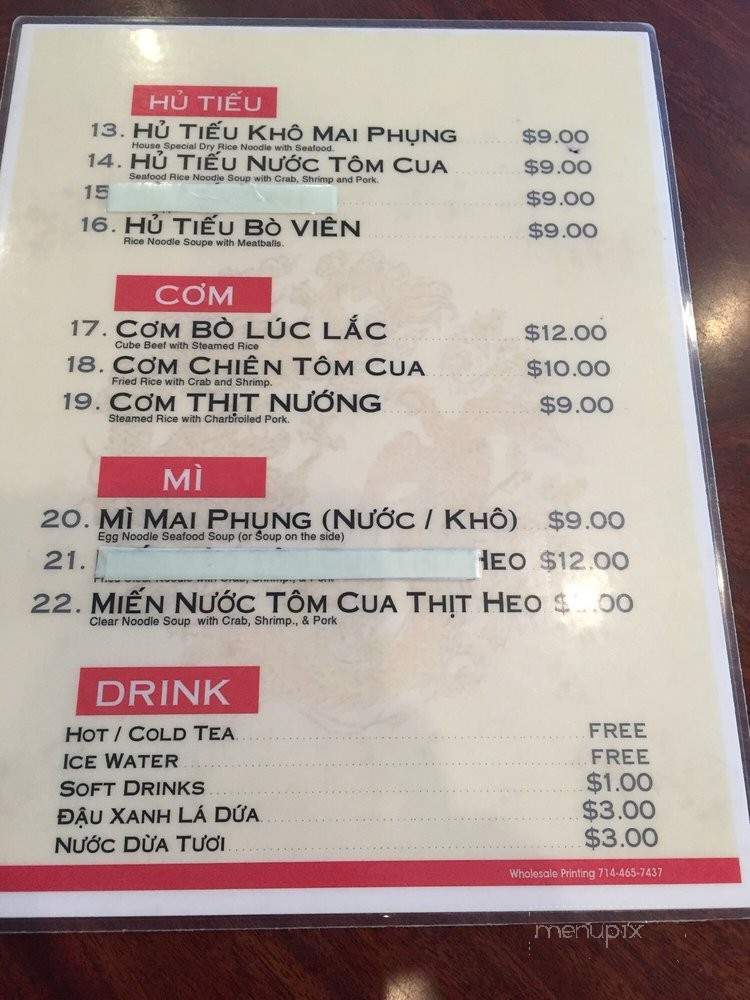 HỦ TIẾU
13. HỦ TIẾU KHÔ MAI PHỤNG $9.00
House Special Dry Rice Noodle with Seafood.
14. HỦ TIẾU NƯỚC TÔM CUA $9.00
Seafood Rice Noodle Soup with Crab, Shrimp and Pork.
15 $9.00
16. HỦ TIẾU BÒ VIÊN $9.00
Rice Noodle Soupe with Meatballs.
CƠM
17. CƠM BÒ LÚC LẮC $12.00
Cube Beef with Steamed Rice
18. CƠM CHIÊN TÔM CUA $10.00
Fried Rice with Crab and Shrimp.
19. CƠM THỊT NƯỚNG $9.00
Steamed Rice with Charbroiled Pork.
MÌ
20. MÌ MAI PHỤNG (NƯỚC / KHÔ) $9.00
Egg Noodle Seafood Soup (or Soup on the side)
21. HEO $12.00
22. MIẾN NƯỚC TÔM CUA THỊT HEO
Clear Noodle Soup with Crab, Shrimp., & Pork
DRINK
HOT / COLD TEA FREE
ICE WATER FREE
SOFT DRINKS $1.00
ĐẬU XANH LÁ DỨA $3.00
NƯỚC DỪA TƯƠI $3.00
Wholesale Printing 714-465-7437
menupix